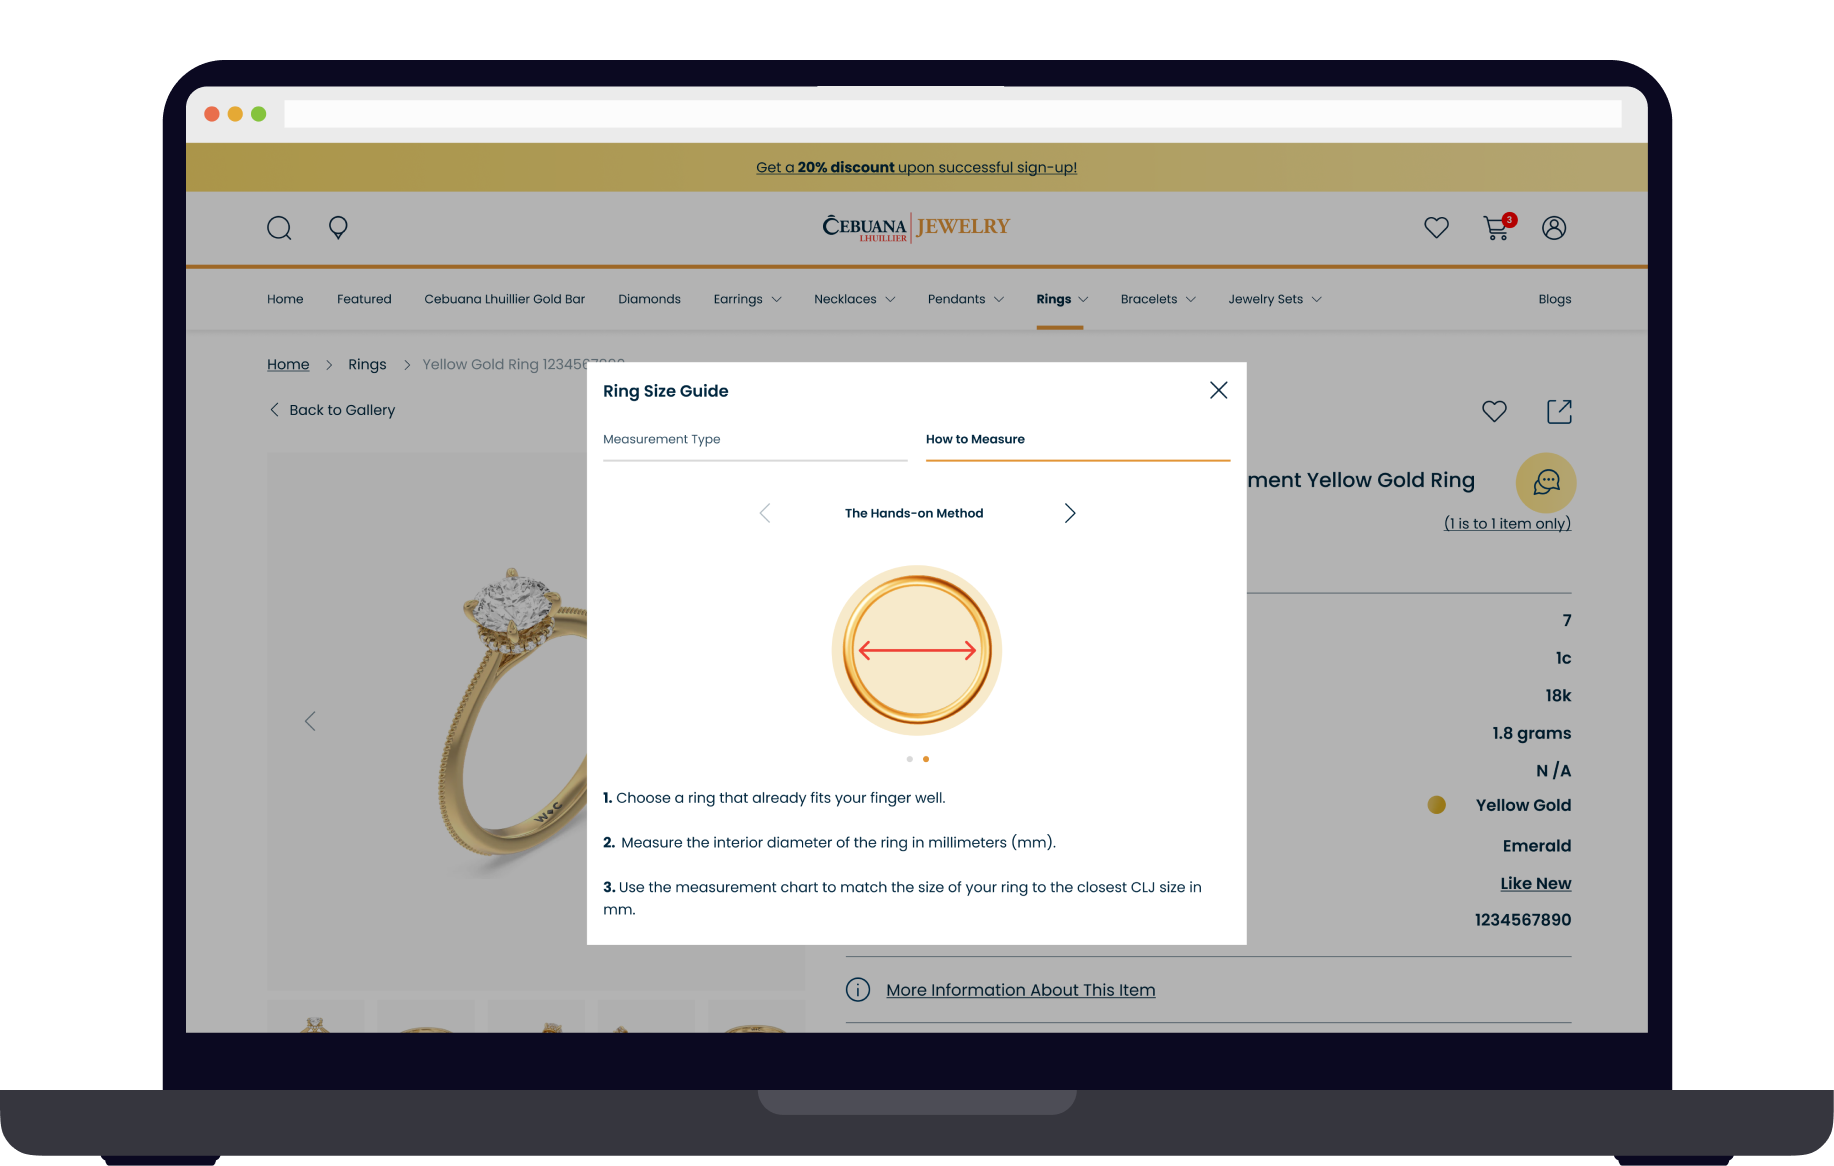 Get a 20% discount upon successful sign-up!
CEBUANA LHUILLIER JEWELRY
3
Home Featured Cebuana Lhuillier Gold Bar Diamonds Earrings Necklaces Pendants Rings Bracelets Jewelry Sets Blogs
Home Rings Yellow Gold Ring 1234567890
Back to Gallery
Ring Size Guide
Measurement Type How to Measure
The Hands-on Method
1. Choose a ring that already fits your finger well.
2. Measure the interior diameter of the ring in millimeters (mm).
3. Use the measurement chart to match the size of your ring to the closest CLJ size in
mm.
ment Yellow Gold Ring
(1 is to 1 item only)
7
1c
18k
1.8 grams
N /A
Yellow Gold
Emerald
Like New
1234567890
More Information About This Item
W♦C